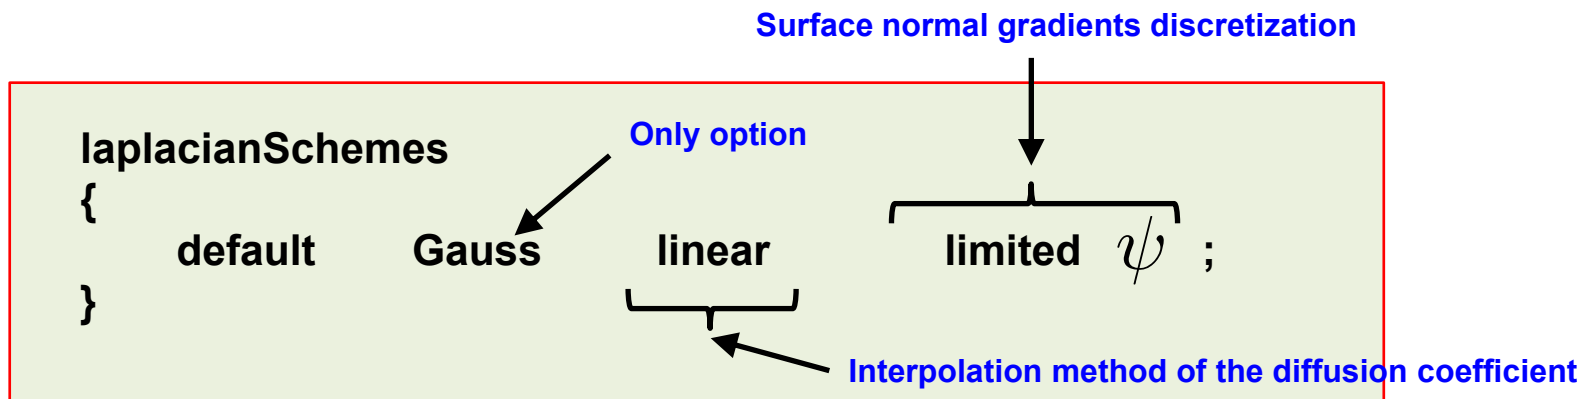 Surface normal gradients discretization
laplacianSchemes
Only option
{
default Gauss linear limited ψ ;
}
Interpolation method of the diffusion coefficient